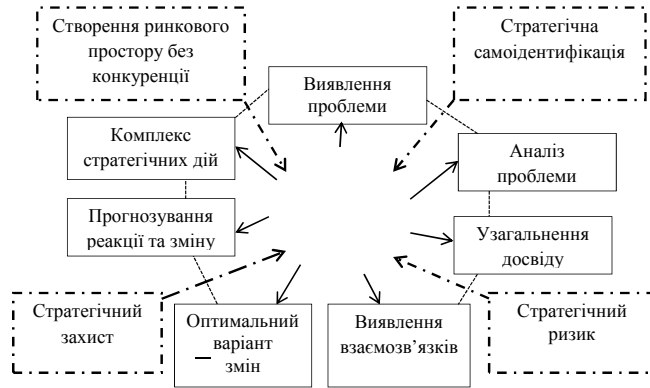 Створення ринкового
простору без
конкуренції
Стратегічна
самоідентифікація
Виявлення
проблеми
Комплекс
стратегічних дій
Аналіз
проблеми
Прогнозування
реакції та зміну
Узагальнення
досвіду
Стратегічний
захист
Оптимальний
варіант
змін
Виявлення
взаємозв’язків
Стратегічний
ризик